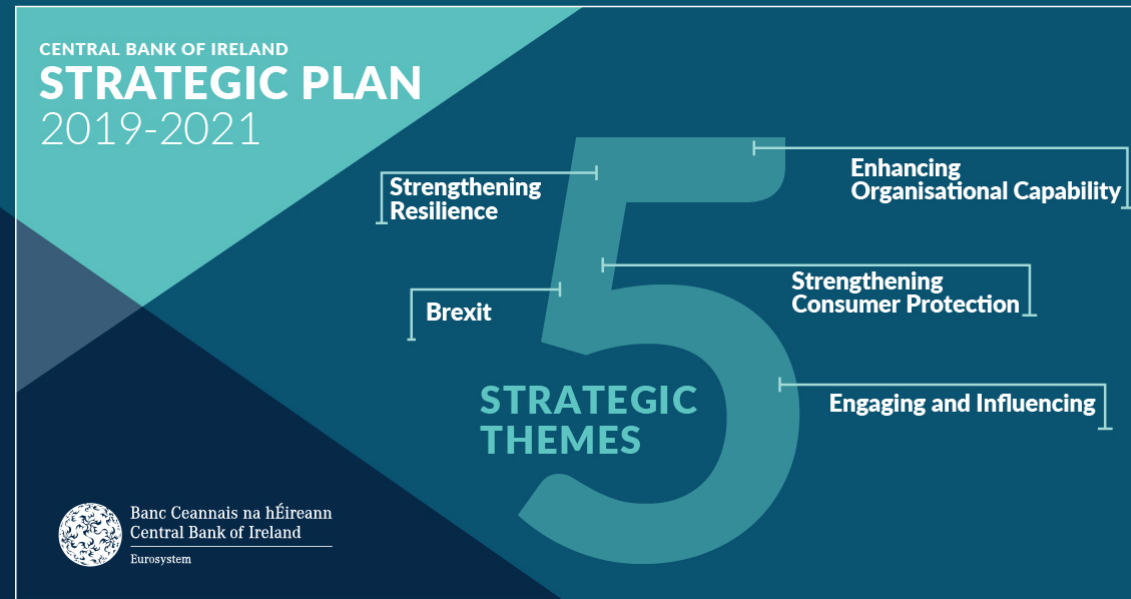 CENTRAL BANK OF IRELAND
STRATEGIC PLAN
2019-2021
5
STRATEGIC
THEMES
Strengthening
Resilience
Brexit
Enhancing
Organisational Capability
Strengthening
Consumer Protection
Engaging and Influencing
Banc Ceannais na hÉireann
Central Bank of Ireland
Eurosystem